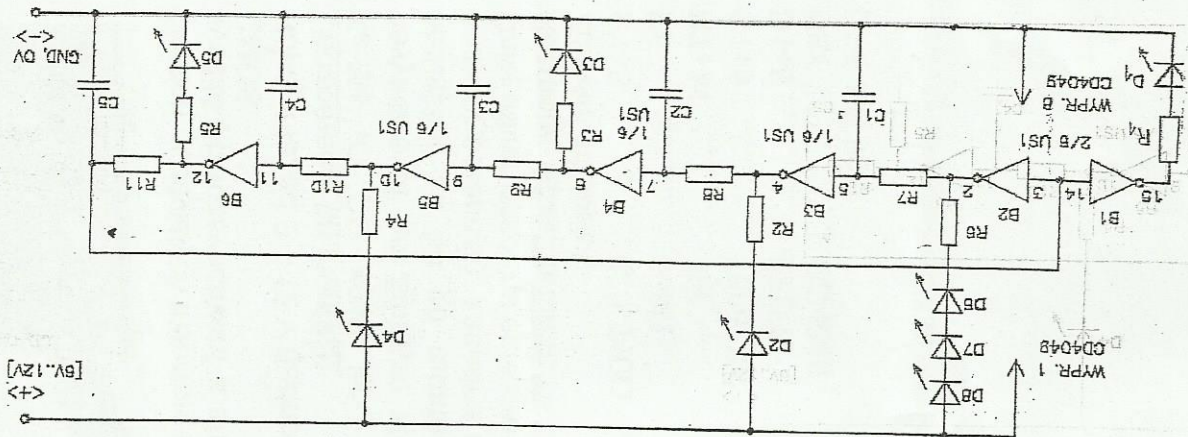 <+>
[6V..12V]
D8
D7
D6
WYPR. 1
CD4049
D2
D4
R6
R2
R4
B1
B2
B3
B4
B5
B6
14
15
3
2
R7
5
4
R8
7
6
R9
9
10
R10
11
12
R11
2/6 US1
1/6 US1
1/6
US1
1/6 US1
R1
D1
WYPR. 8
CD4049
C1
C2
R3
D3
C3
C4
R5
D5
C5
GND, 0V
<->